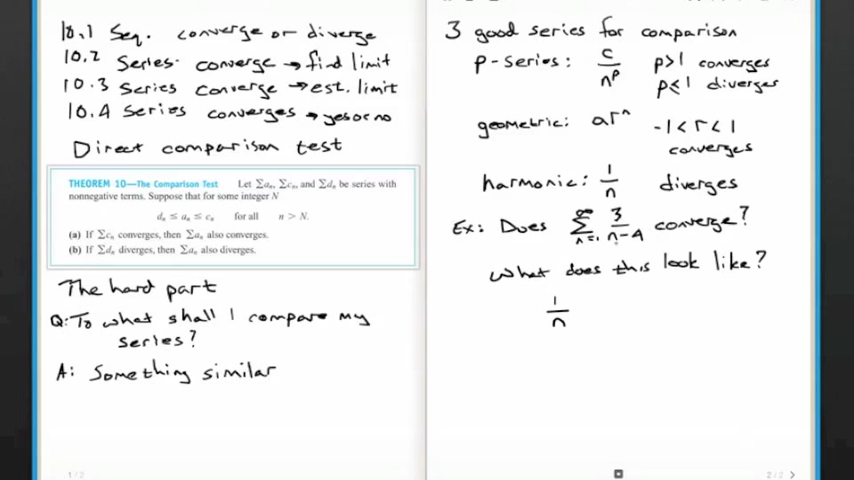 10.1 Seq. converge or diverge
10.2 Series. converge → find limit
10.3 Series converge → est. limit
10.4 Series converges → yes or no
Direct comparison test
THEOREM 10—The Comparison Test Let Σaₙ, Σcₙ, and Σdₙ be series with
nonnegative terms. Suppose that for some integer N
dₙ ≤ aₙ ≤ cₙ for all n > N.
(a) If Σcₙ converges, then Σaₙ also converges.
(b) If Σdₙ diverges, then Σaₙ also diverges.
The hard part
Q: To what shall I compare my
series?
A: Something similar
1/2
3 good series for comparison
p-series: c/nᵖ p>1 converges
p≤1 diverges
geometric: arⁿ -1<r<1
converges
harmonic: 1/n diverges
Ex: Does ∞Σn=1 3/n-4 converge?
What does this look like?
1/n
2/2 >